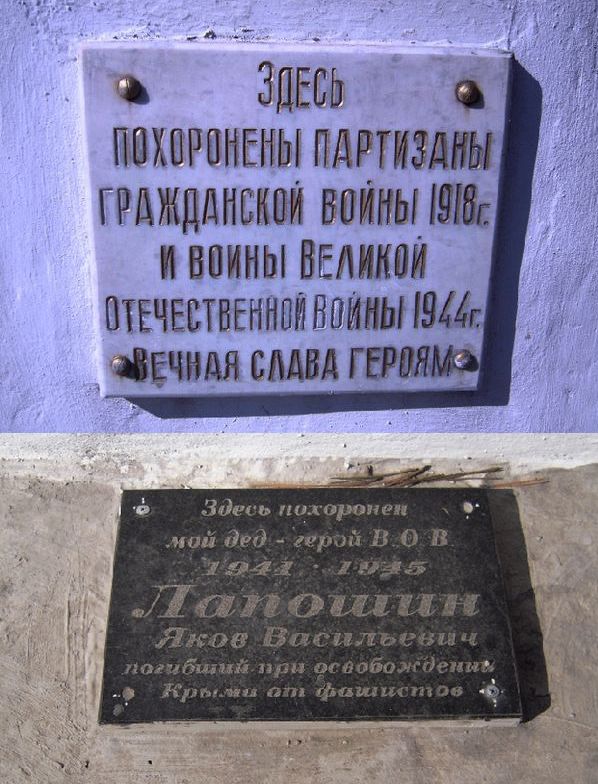 Здесь
похоронены партизаны
гражданской войны 1918г.
и воины Великой
Отечественной Войны 1944г.
Вечная слава героям
Здесь похоронен
мой дед - герой В О В
1941 - 1945
Лапошин
Яков Васильевич
погибший при освобождении
Крыма от фашистов